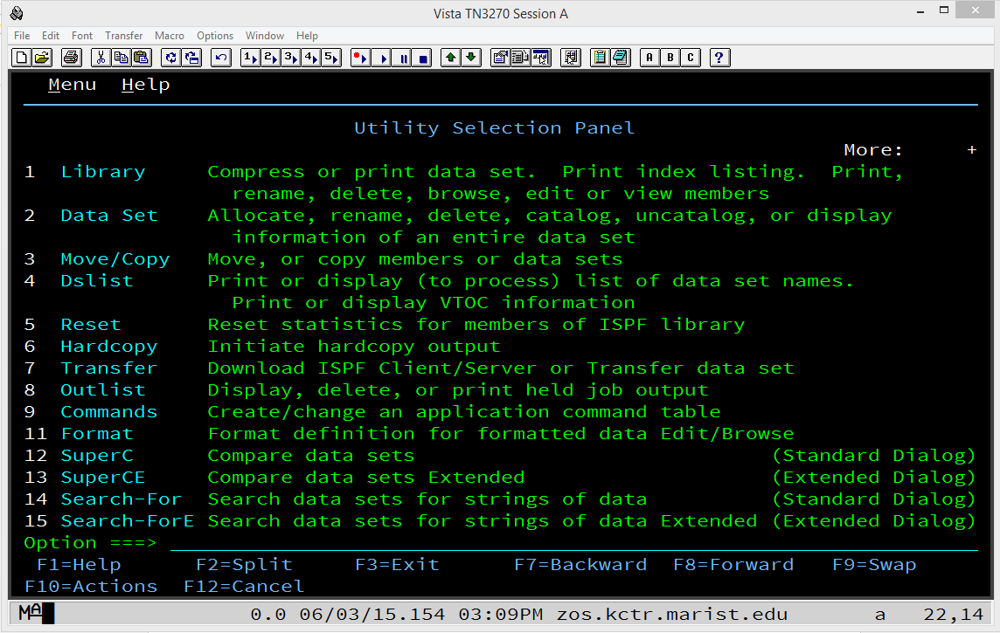 Vista TN3270 Session A
File Edit Font Transfer Macro Options Window Help
1 2 3 4 5 A B C ?
Menu Help
Utility Selection Panel
More: +
1 Library Compress or print data set. Print index listing. Print,
rename, delete, browse, edit or view members
2 Data Set Allocate, rename, delete, catalog, uncatalog, or display
information of an entire data set
3 Move/Copy Move, or copy members or data sets
4 Dslist Print or display (to process) list of data set names.
Print or display VTOC information
5 Reset Reset statistics for members of ISPF library
6 Hardcopy Initiate hardcopy output
7 Transfer Download ISPF Client/Server or Transfer data set
8 Outlist Display, delete, or print held job output
9 Commands Create/change an application command table
11 Format Format definition for formatted data Edit/Browse
12 SuperC Compare data sets (Standard Dialog)
13 SuperCE Compare data sets Extended (Extended Dialog)
14 Search-For Search data sets for strings of data (Standard Dialog)
15 Search-ForE Search data sets for strings of data Extended (Extended Dialog)
Option ===>
F1=Help F2=Split F3=Exit F7=Backward F8=Forward F9=Swap
F10=Actions F12=Cancel
MA 0.0 06/03/15.154 03:09PM zos.kctr.marist.edu a 22,14